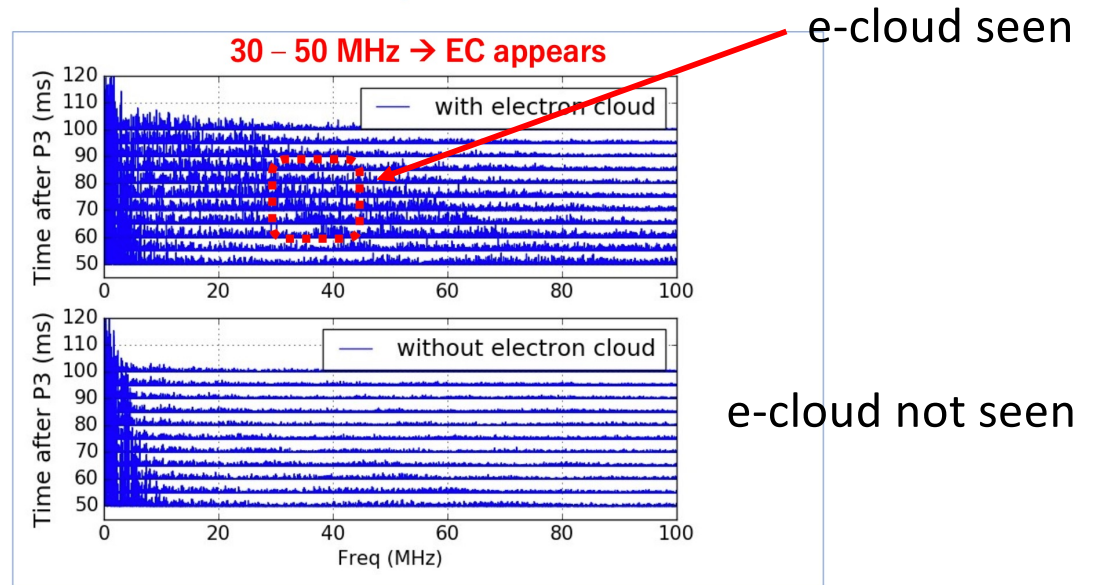 e-cloud seen
30 – 50 MHz → EC appears
with electron cloud
Time after P3 (ms)
120
110
100
90
80
70
60
50
0 20 40 60 80 100
without electron cloud
Time after P3 (ms)
120
110
100
90
80
70
60
50
0 20 40 60 80 100
Freq (MHz)
e-cloud not seen